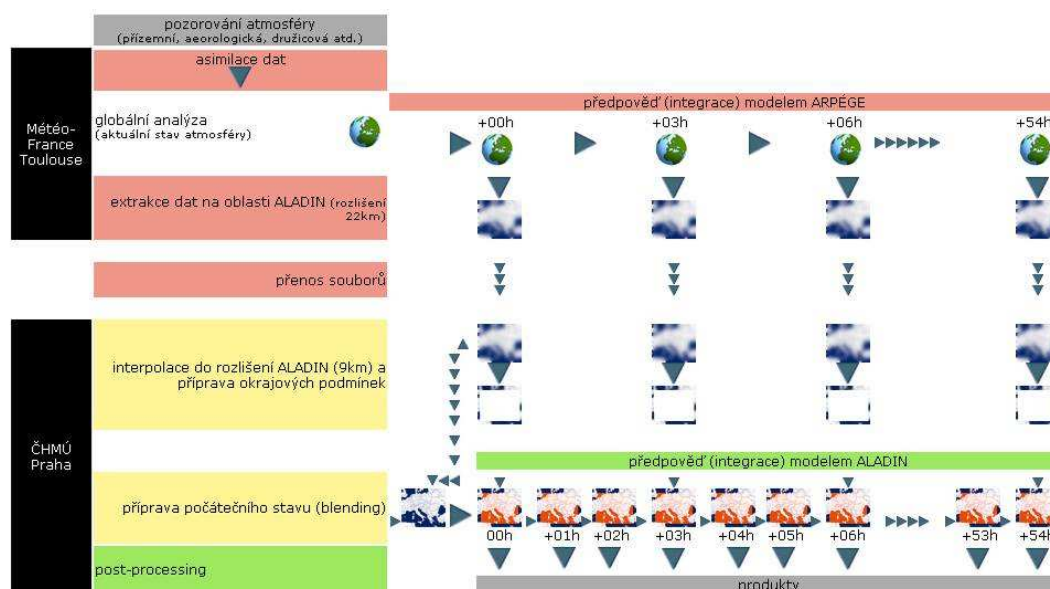 pozorování atmosféry
(přízemní, aeorologická, družicová atd.)
asimilace dat
Météo-
France
Toulouse
globální analýza
(aktuální stav atmosféry)
předpověď (integrace) modelem ARPÉGE
+00h
+03h
+06h
+54h
extrakce dat na oblasti ALADIN (rozlišení
22km)
přenos souborů
ČHMÚ
Praha
interpolace do rozlišení ALADIN (9km) a
příprava okrajových podmínek
předpověď (integrace) modelem ALADIN
příprava počátečního stavu (blending)
00h
+01h
+02h
+03h
+04h
+05h
+06h
+53h
+54h
post-processing
produkty